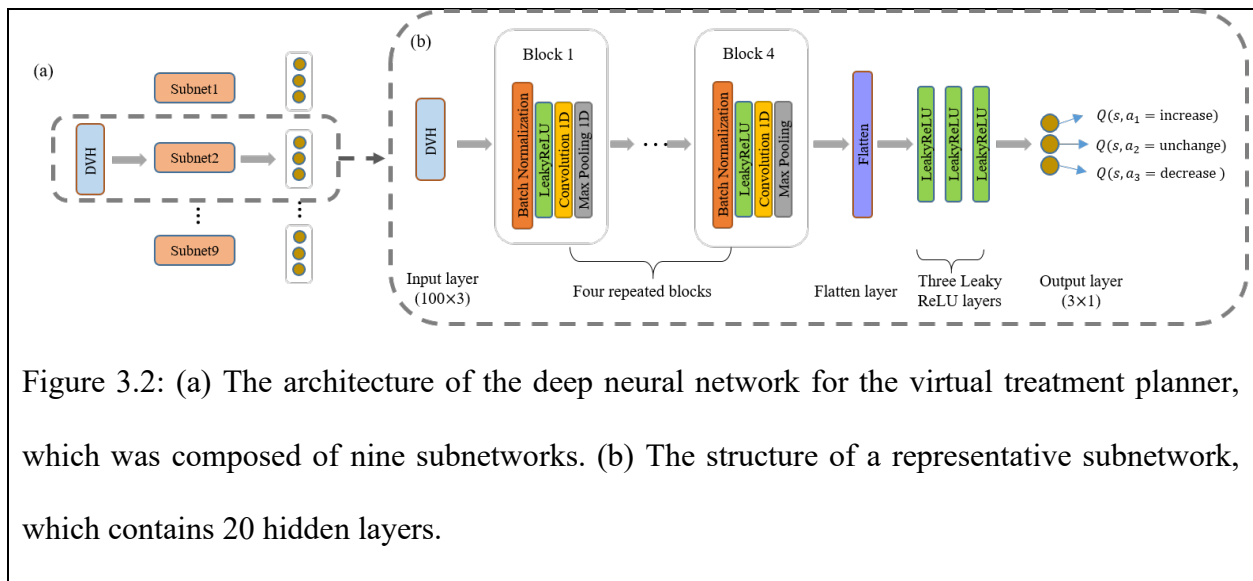 (a)
Subnet1
DVH
Subnet2
Subnet9
(b)
Block 1
Block 4
DVH
Batch Normalization
LeakyReLU
Convolution 1D
Max Pooling 1D
Batch Normalization
LeakyReLU
Convolution 1D
Max Pooling
Flatten
LeakyReLU
LeakyReLU
LeakyReLU
Q(s, a₁ = increase)
Q(s, a₂ = unchange)
Q(s, a₃ = decrease )
Input layer
(100×3)
Four repeated blocks
Flatten layer
Three Leaky
ReLU layers
Output layer
(3×1)
Figure 3.2: (a) The architecture of the deep neural network for the virtual treatment planner,
which was composed of nine subnetworks. (b) The structure of a representative subnetwork,
which contains 20 hidden layers.